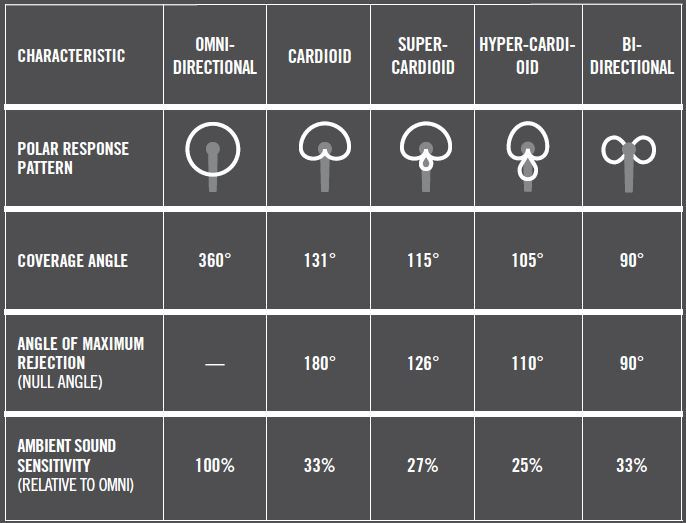 CHARACTERISTIC
OMNI-
DIRECTIONAL
CARDIOID
SUPER-
CARDIOID
HYPER-CARDI-
OID
BI-
DIRECTIONAL
POLAR RESPONSE
PATTERN
COVERAGE ANGLE
360°
131°
115°
105°
90°
ANGLE OF MAXIMUM
REJECTION
(NULL ANGLE)
—
180°
126°
110°
90°
AMBIENT SOUND
SENSITIVITY
(RELATIVE TO OMNI)
100%
33%
27%
25%
33%